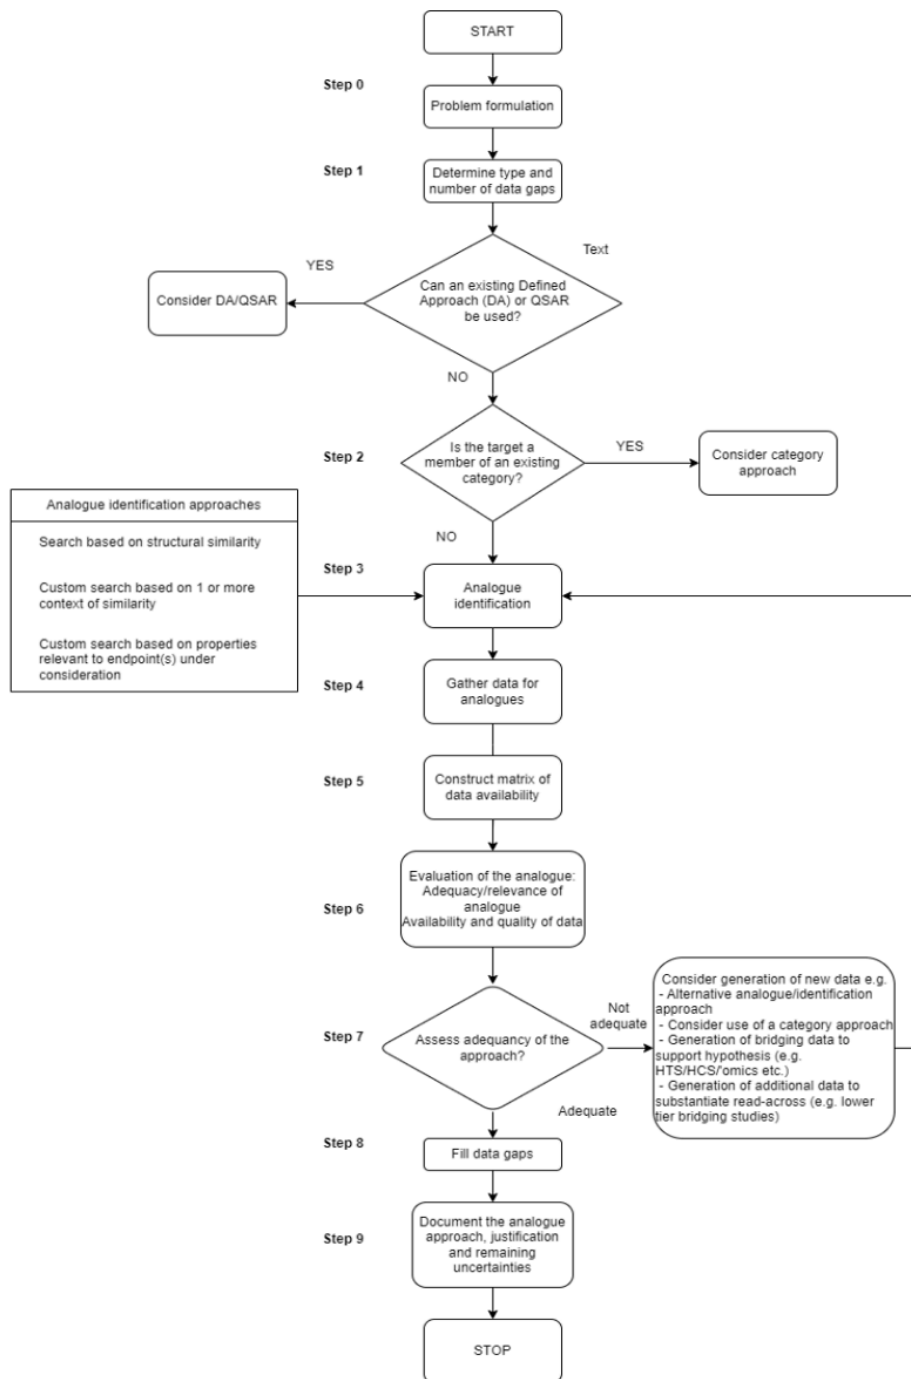 START
Step 0
Problem formulation
Step 1
Determine type and
number of data gaps
Text
YES
Can an existing Defined
Approach (DA) or QSAR
be used?
Consider DA/QSAR
NO
Step 2
Is the target a
member of an existing
category?
YES
Consider category
approach
NO
Analogue identification approaches
Search based on structural similarity
Custom search based on 1 or more
context of similarity
Custom search based on properties
relevant to endpoint(s) under
consideration
Step 3
Analogue
identification
Step 4
Gather data for
analogues
Step 5
Construct matrix of
data availability
Step 6
Evaluation of the analogue:
Adequacy/relevance of
analogue
Availability and quality of data
Step 7
Assess adequancy of the
approach?
Not
adequate
Consider generation of new data e.g.
- Alternative analogue/identification
approach
- Consider use of a category approach
- Generation of bridging data to
support hypothesis (e.g.
HTS/HCS/'omics etc.)
- Generation of additional data to
substantiate read-across (e.g. lower
tier bridging studies)
Adequate
Step 8
Fill data gaps
Step 9
Document the analogue
approach, justification
and remaining
uncertainties
STOP